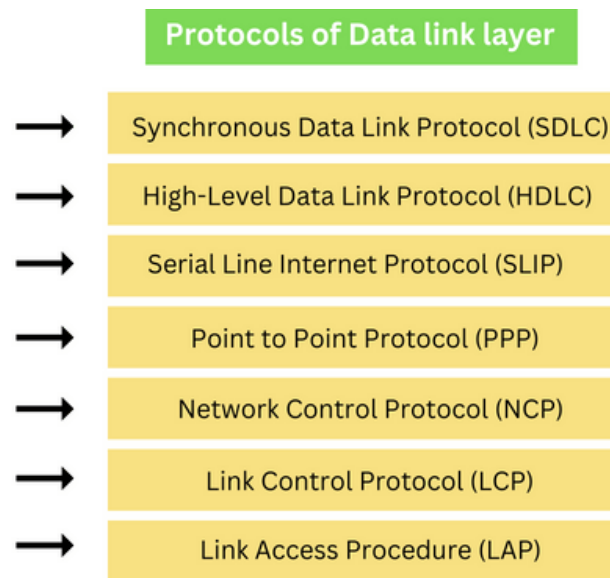 Protocols of Data link layer
Synchronous Data Link Protocol (SDLC)
High-Level Data Link Protocol (HDLC)
Serial Line Internet Protocol (SLIP)
Point to Point Protocol (PPP)
Network Control Protocol (NCP)
Link Control Protocol (LCP)
Link Access Procedure (LAP)